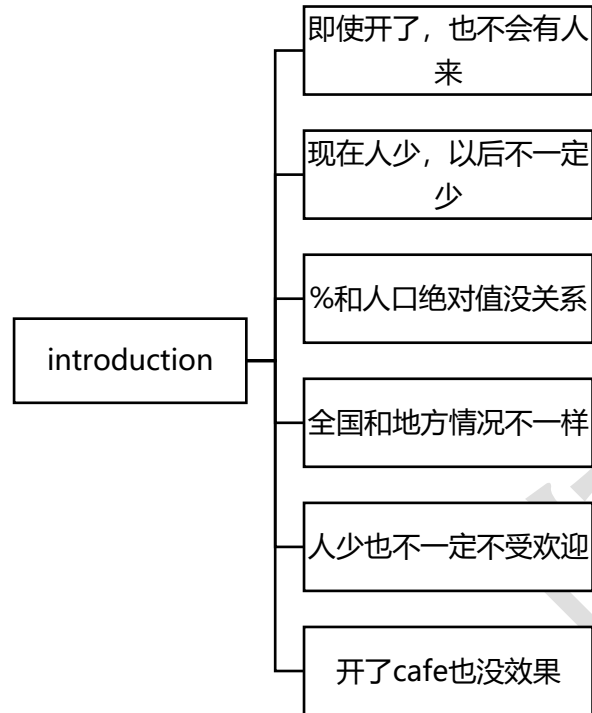 即使开了，也不会有人
来
现在人少，以后不一定
少
%和人口绝对值没关系
introduction
全国和地方情况不一样
人少也不一定不受欢迎
开了cafe也没效果